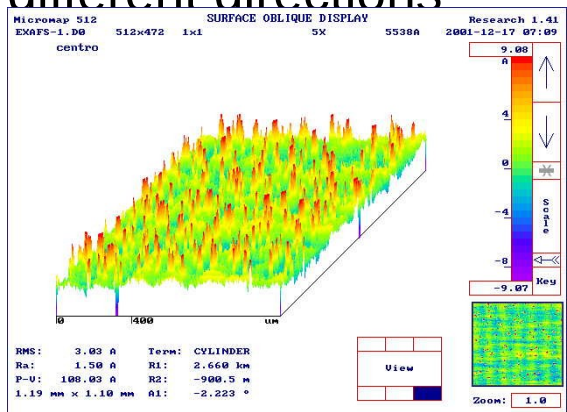 different directions
Micromap 512 SURFACE OBLIQUE DISPLAY Research 1.41
EXAFS-1.D0 512x472 1x1 5X 5538A 2001-12-17 07:09
centro
9.08
A
4
0
-4
-8
-9.07
Scale
Key
0 400 um
RMS: 3.03 A Term: CYLINDER
Ra: 1.50 A R1: 2.660 km
P-V: 108.03 A R2: -900.5 m
1.19 mm x 1.10 mm A1: -2.223 °
View
Zoom: 1.0